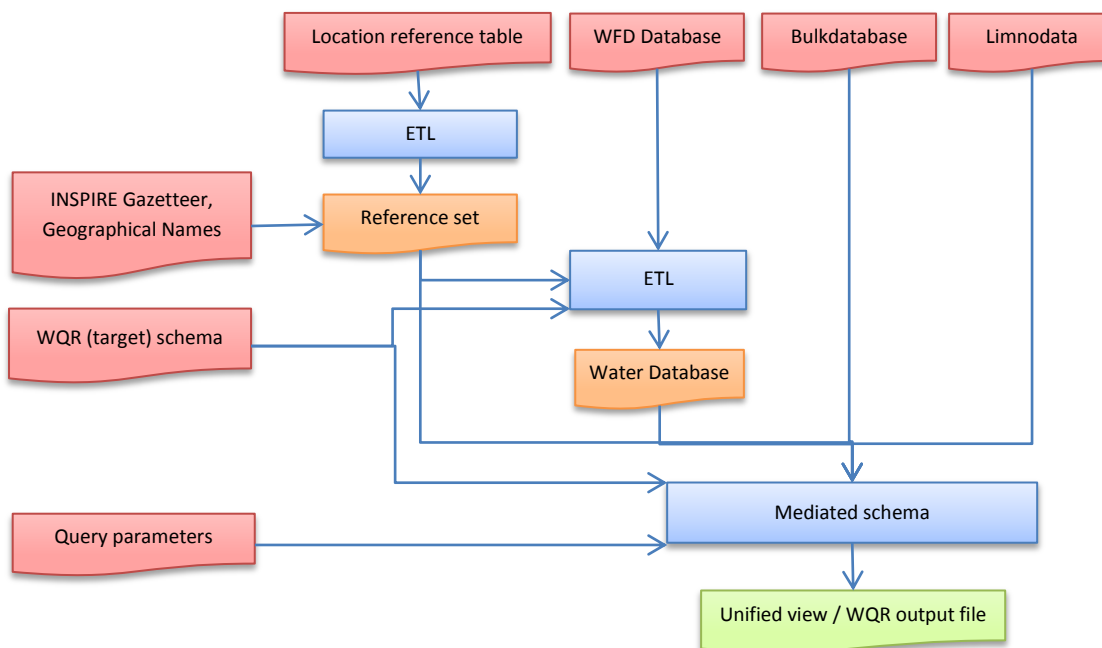 Location reference table
WFD Database
Bulkdatabase
Limnodata
ETL
INSPIRE Gazetteer,
Geographical Names
Reference set
ETL
WQR (target) schema
Water Database
Mediated schema
Query parameters
Unified view / WQR output file